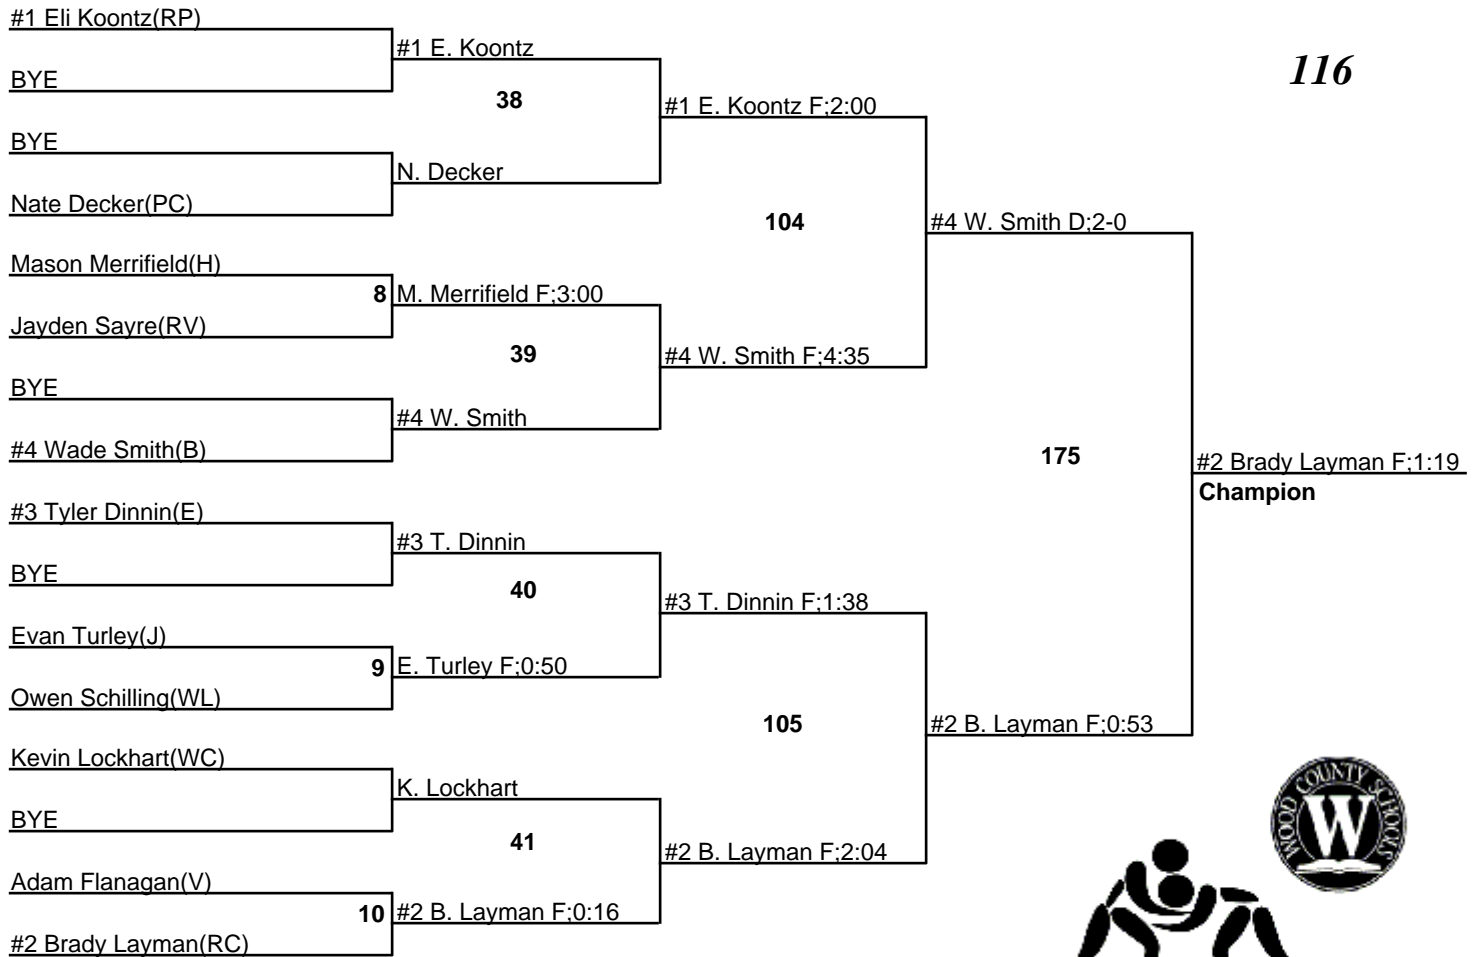 #1 Eli Koontz(RP)
BYE
BYE
Nate Decker(PC)
Mason Merrifield(H)
Jayden Sayre(RV)
BYE
#4 Wade Smith(B)
#3 Tyler Dinnin(E)
BYE
Evan Turley(J)
Owen Schilling(WL)
Kevin Lockhart(WC)
BYE
Adam Flanagan(V)
#2 Brady Layman(RC)
8
9
10
#1 E. Koontz
N. Decker
M. Merrifield F;3:00
#4 W. Smith
#3 T. Dinnin
E. Turley F;0:50
K. Lockhart
#2 B. Layman F;0:16
38
39
40
41
#1 E. Koontz F;2:00
#4 W. Smith F;4:35
#3 T. Dinnin F;1:38
#2 B. Layman F;2:04
104
105
#4 W. Smith D;2-0
#2 B. Layman F;0:53
175
#2 Brady Layman F;1:19
Champion
116
WOOD COUNTY SCHOOLS
W